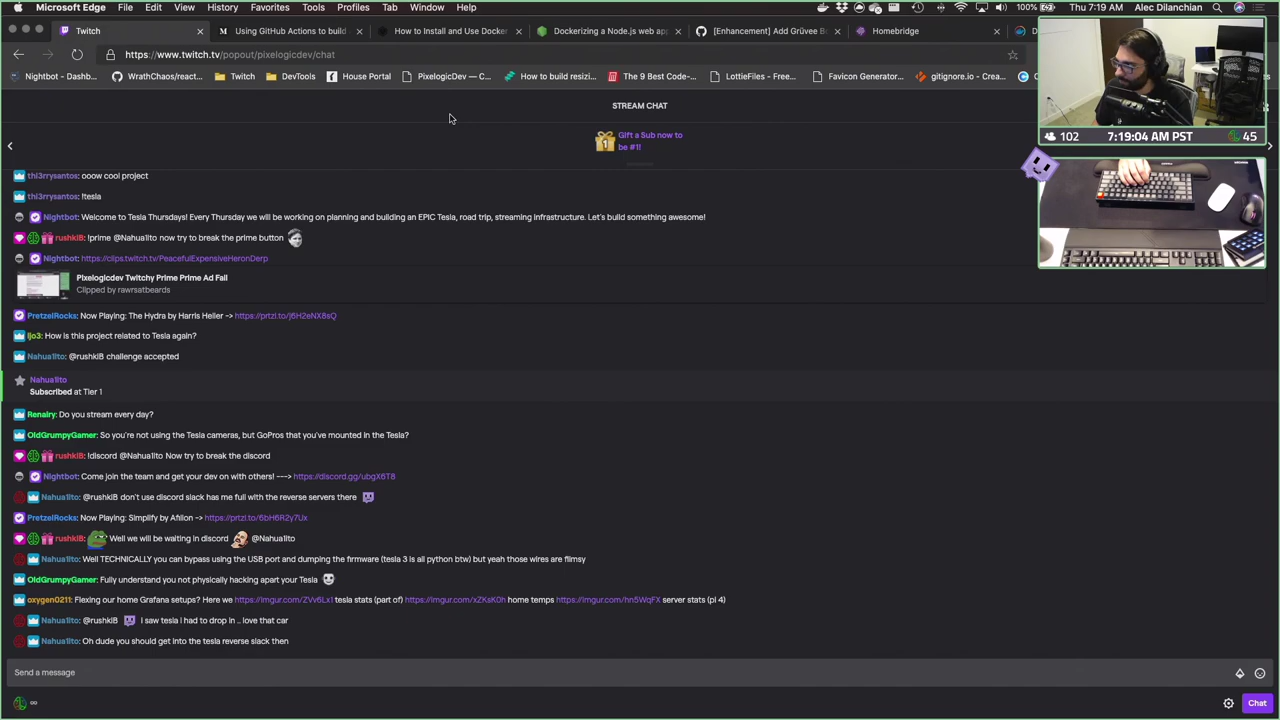 Microsoft Edge File Edit View History Favorites Tools Profiles Tab Window Help 100% Thu 7:19 AM Alec Dilanchian
Twitch Using GitHub Actions to build How to Install and Use Docker Dockerizing a Node.js web app [Enhancement] Add Grüvee B Homebridge
https://www.twitch.tv/popout/pixelogicdev/chat
Nightbot - Dashb... WrathChaos/react... Twitch DevTools House Portal PixelogicDev — C... How to build resizi... The 9 Best Code-... LottieFiles - Free... Favicon Generator... gitignore.io - Crea...
STREAM CHAT
Gift a Sub now to
be #1!
102 7:19:04 AM PST 45
thi3rrysantos: ooow cool project
thi3rrysantos: !tesla
Nightbot: Welcome to Tesla Thursdays! Every Thursday we will be working on planning and building an EPIC Tesla, road trip, streaming infrastructure. Let's build something awesome!
rushkiB: !prime @Nahua1ito now try to break the prime button
Nightbot: https://clips.twitch.tv/PeacefulExpensiveHeronDerp
Pixelogicdev Twitchy Prime Prime Ad Fail
Clipped by rawrsatbeards
PretzelRocks: Now Playing: The Hydra by Harris Heller -> https://prtzl.to/j6H2eNX8sQ
ljo3: How is this project related to Tesla again?
Nahua1ito: @rushkiB challenge accepted
Nahua1ito
Subscribed at Tier 1
Renairy: Do you stream every day?
OldGrumpyGamer: So you're not using the Tesla cameras, but GoPros that you've mounted in the Tesla?
rushkiB: !discord @Nahua1ito Now try to break the discord
Nightbot: Come join the team and get your dev on with others! ---> https://discord.gg/ubgX6T8
Nahua1ito: @rushkiB don't use discord slack has me full with the reverse servers there
PretzelRocks: Now Playing: Simplify by Afilion -> https://prtzl.to/6bH6R2y7Ux
rushkiB: Well we will be waiting in discord @Nahua1ito
Nahua1ito: Well TECHNICALLY you can bypass using the USB port and dumping the firmware (tesla 3 is all python btw) but yeah those wires are flimsy
OldGrumpyGamer: Fully understand you not physically hacking apart your Tesla
oxygen0211: Flexing our home Grafana setups? Here we https://imgur.com/ZVv6Lx1 tesla stats (part of) https://imgur.com/xZKsK0h home temps https://imgur.com/hn5WqFX server stats (pi 4)
Nahua1ito: @rushkiB I saw tesla i had to drop in .. love that car
Nahua1ito: Oh dude you should get into the tesla reverse slack then
Send a message
Chat